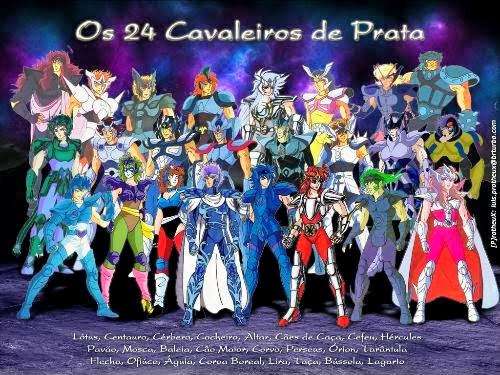 Os 24 Cavaleiros de Prata
Lótus, Centauro, Cérbero, Cocheiro, Altar, Cães de Caça, Cefeu, Hércules
Pavão, Mosca, Baleia, Cão Maior, Corvo, Perseus, Órion, Tarântula
Flecha, Ofiúco, Águia, Coroa Boreal, Lira, Taça, Bússola, Lagarto